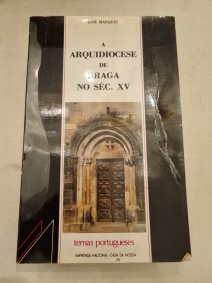 JOSÉ MARQUES
A
ARQUIDIOCESE
DE
BRAGA
NO SÉC. XV
temas portugueses
IMPRENSA NACIONAL-CASA DA MOEDA